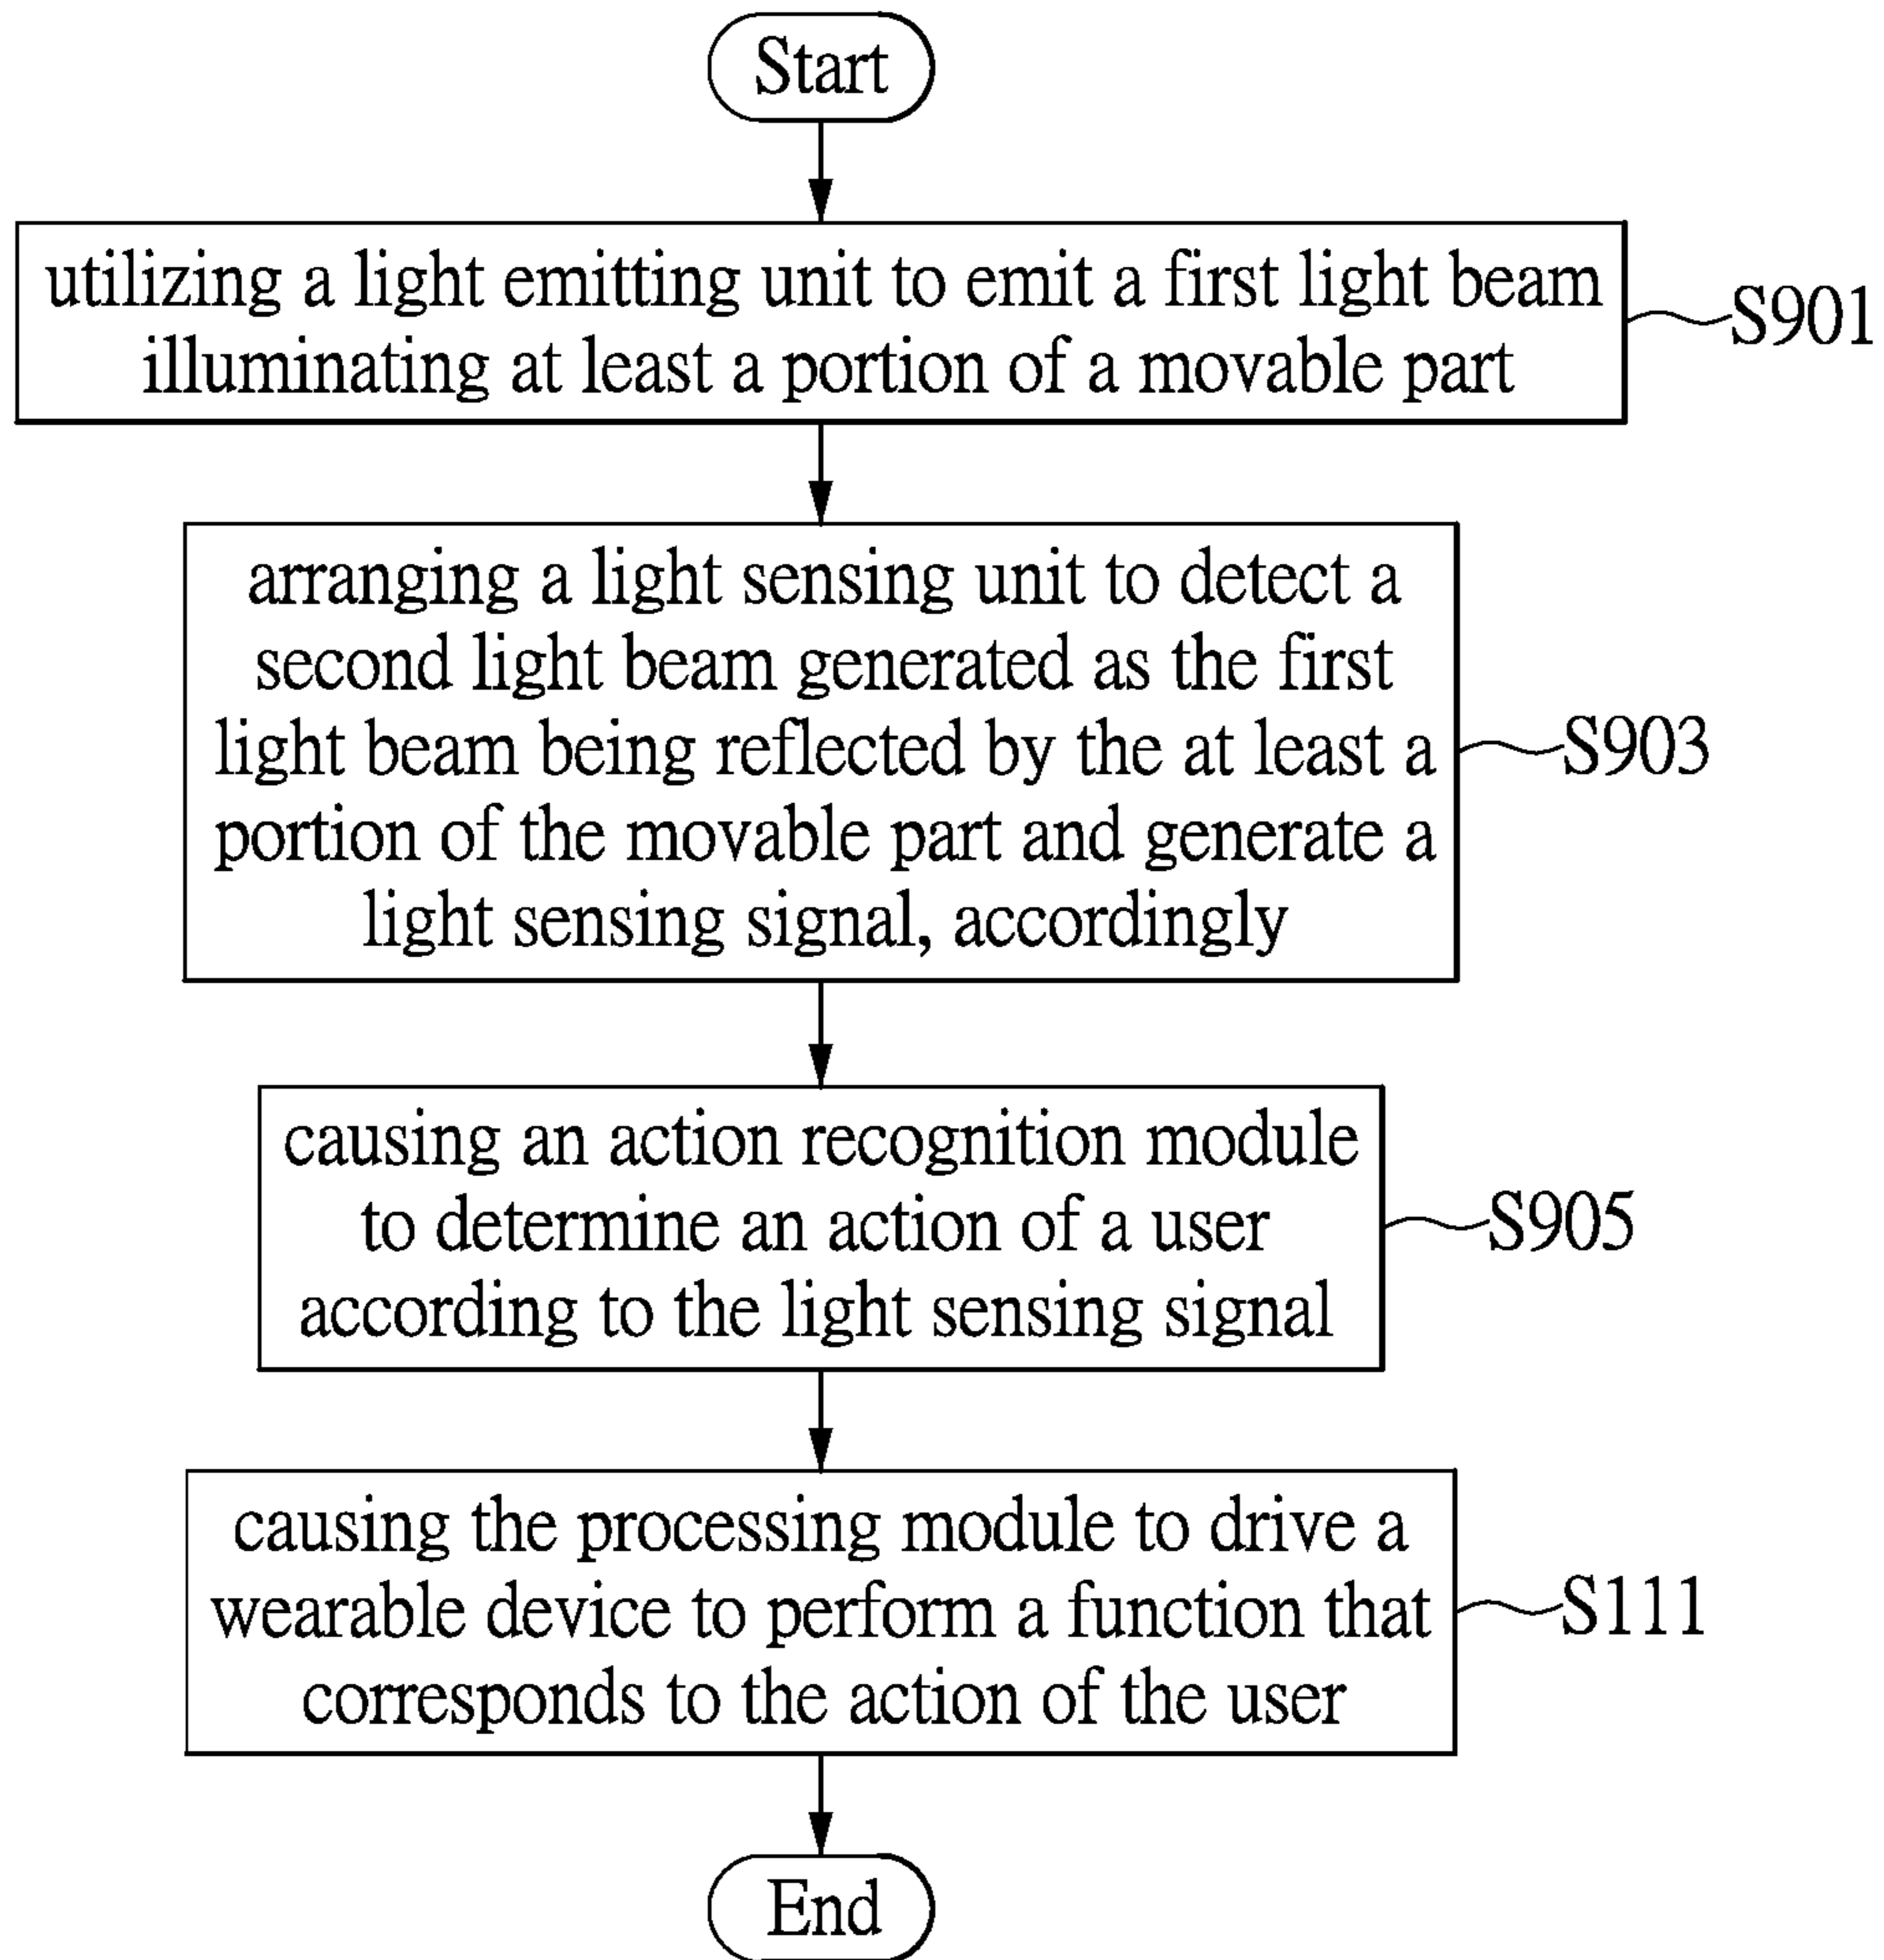 Start
utilizing a light emitting unit to emit a first light beam
illuminating at least a portion of a movable part
S901
arranging a light sensing unit to detect a
second light beam generated as the first
light beam being reflected by the at least a
portion of the movable part and generate a
light sensing signal, accordingly
S903
causing an action recognition module
to determine an action of a user
according to the light sensing signal
S905
causing the processing module to drive a
wearable device to perform a function that
corresponds to the action of the user
S111
End